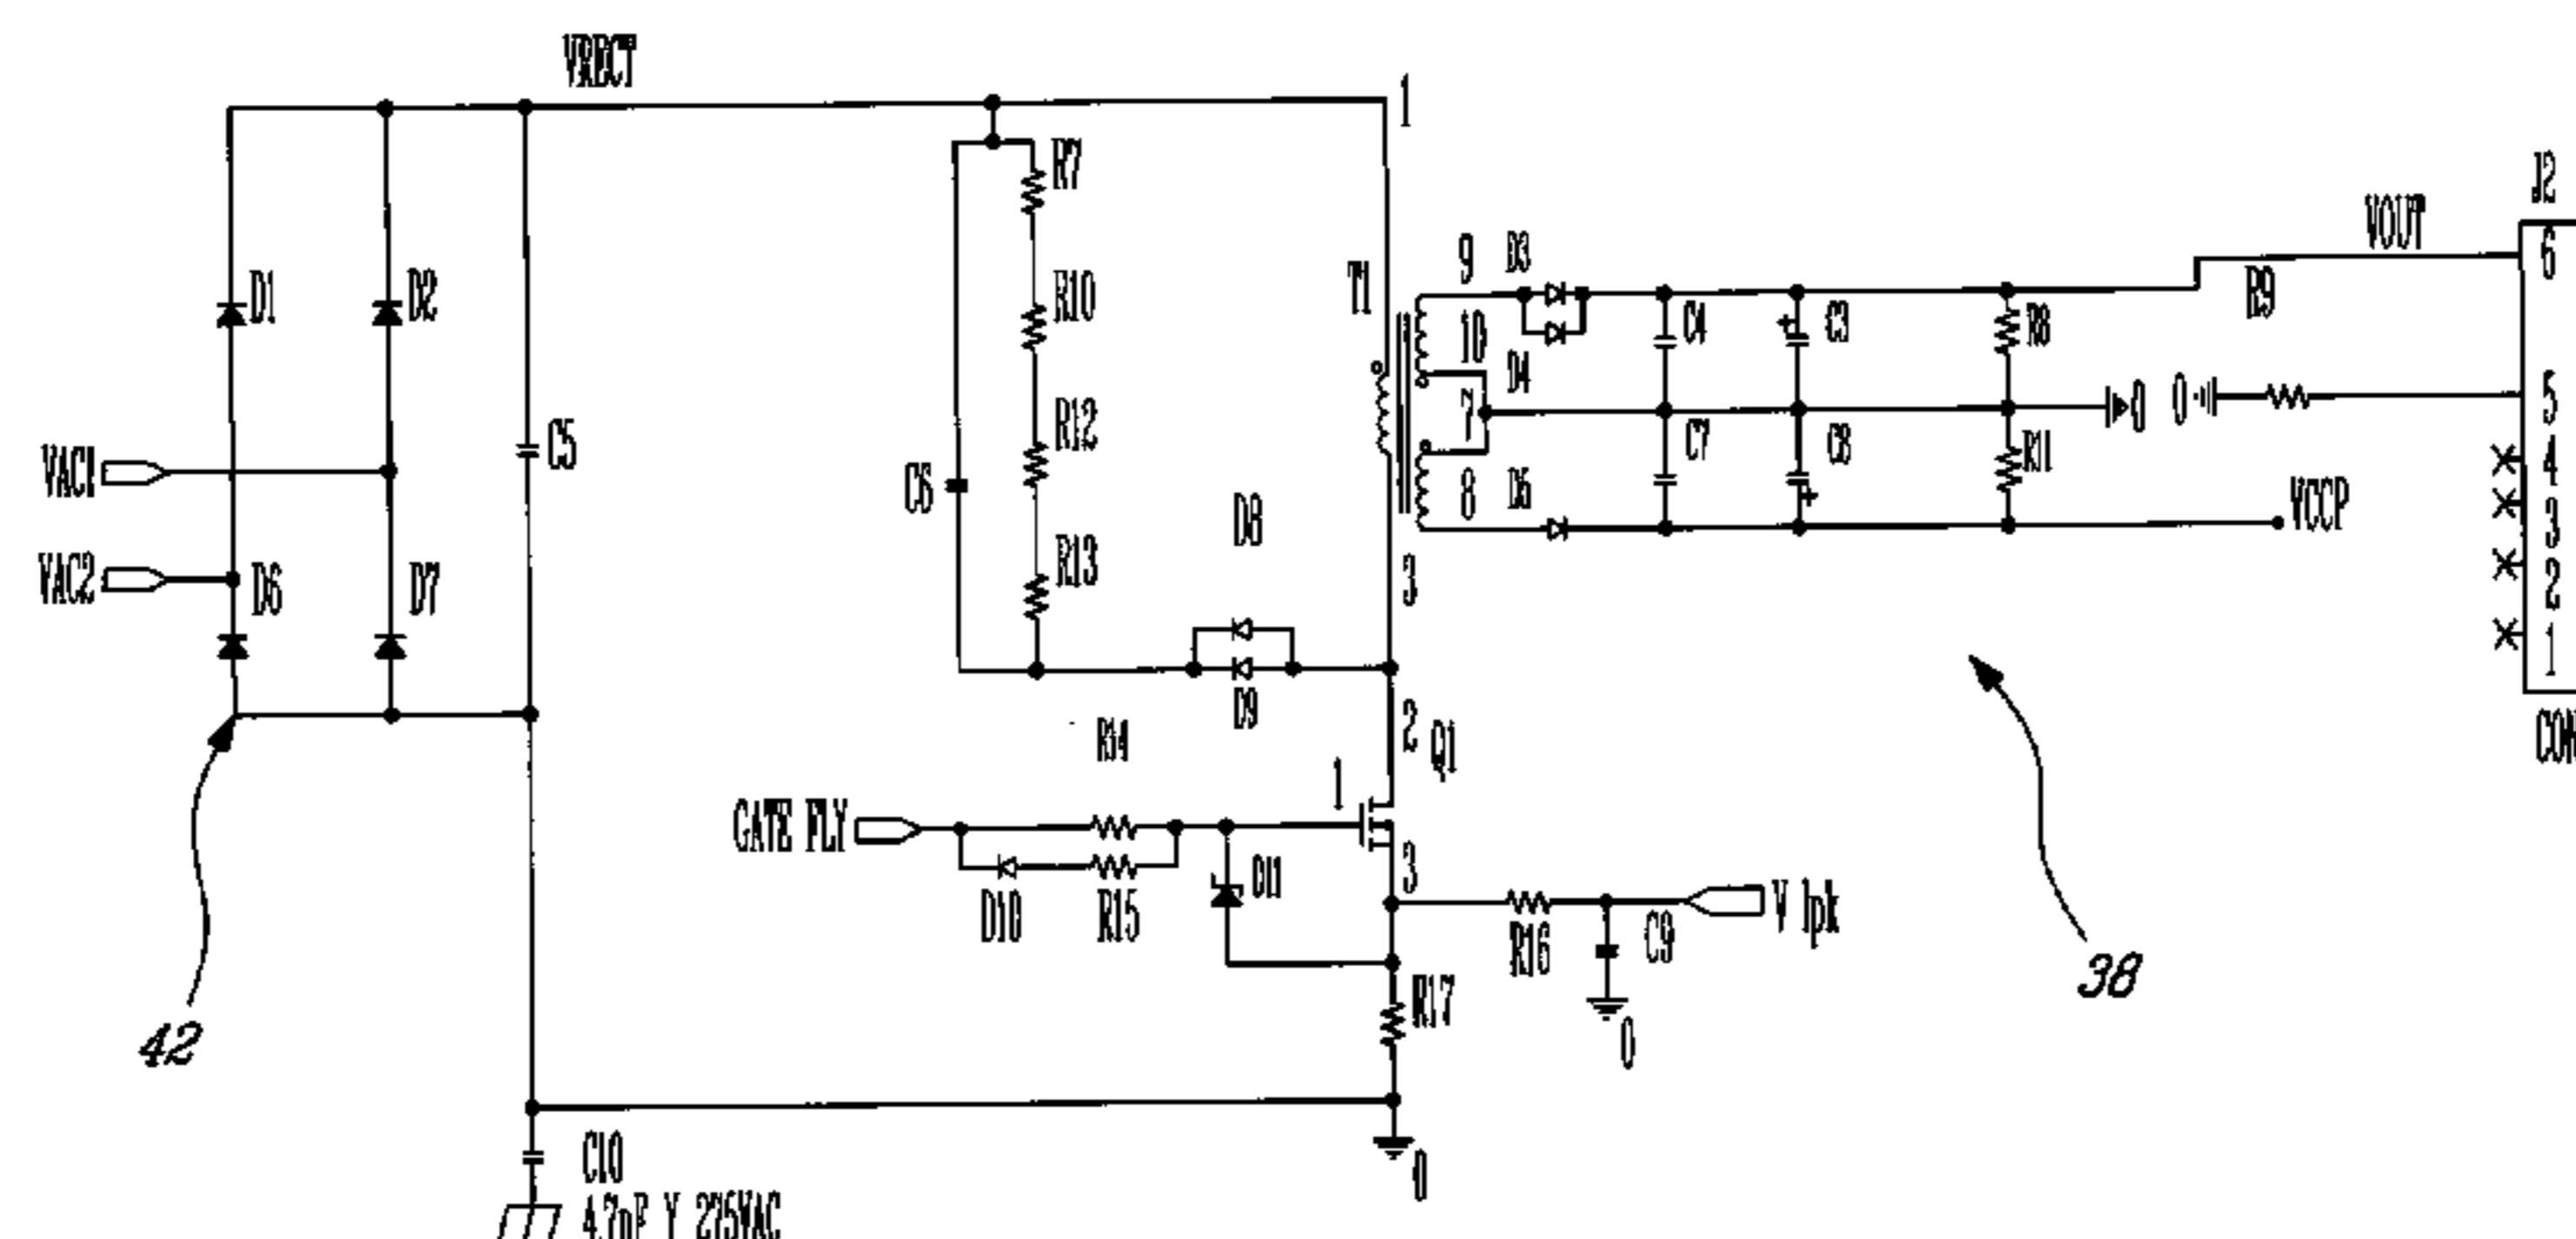 VRECT
1
J2
R7
VOUT
9 D3
6
T1
D1
D2
R10
10
C4
C3
R8
R9
D4
7
0 0
5
R12
VAC1
C5
C6
C7
C8
R11
4
8 D5
VCCP
D8
3
3
VAC2
D6
D7
R13
2
1
D9
R14
2 Q1
CON
1
GATE FLY
3
D11
D10
R15
V Ipk
R16
C9
R17
38
42
0
C10
0
4.7nF Y 275VAC